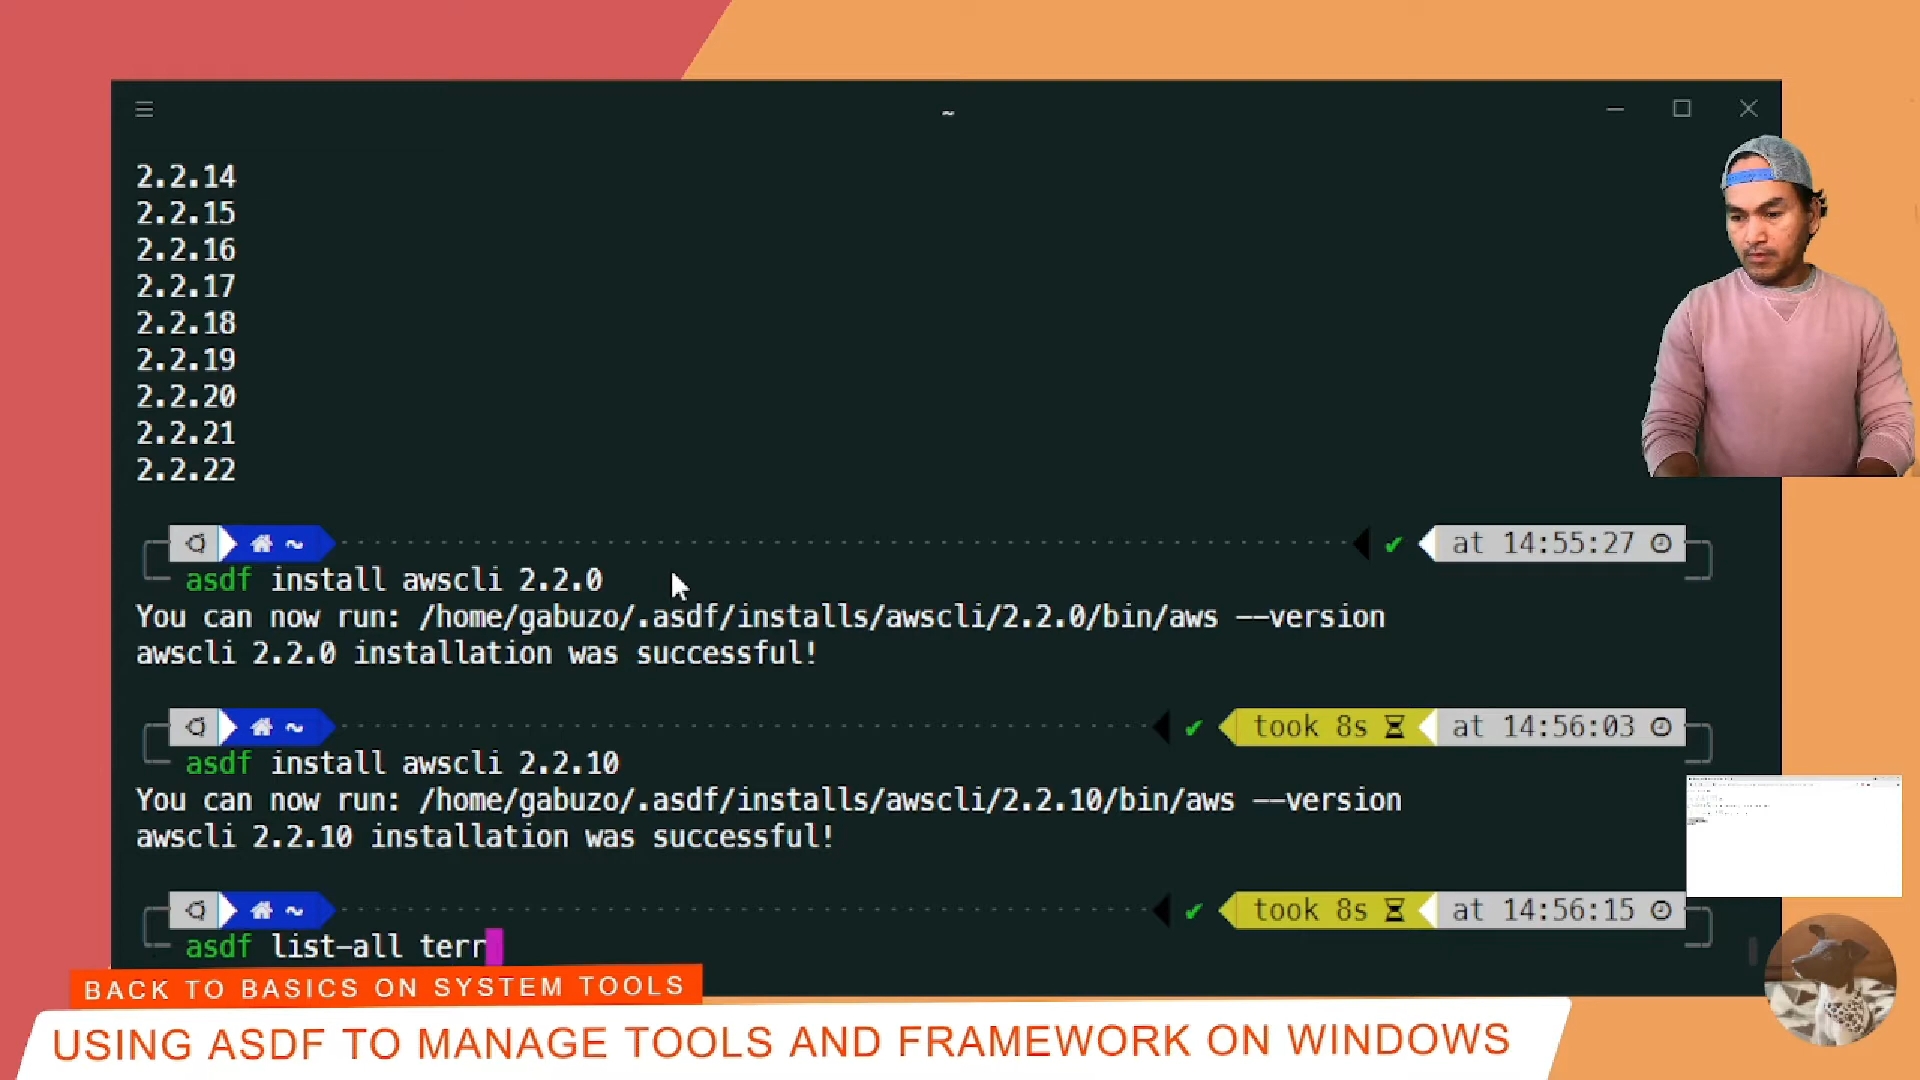 ~
2.2.14
2.2.15
2.2.16
2.2.17
2.2.18
2.2.19
2.2.20
2.2.21
2.2.22
~ ✔ at 14:55:27
asdf install awscli 2.2.0
You can now run: /home/gabuzo/.asdf/installs/awscli/2.2.0/bin/aws --version
awscli 2.2.0 installation was successful!
~ ✔ took 8s at 14:56:03
asdf install awscli 2.2.10
You can now run: /home/gabuzo/.asdf/installs/awscli/2.2.10/bin/aws --version
awscli 2.2.10 installation was successful!
~ ✔ took 8s at 14:56:15
asdf list-all terr
BACK TO BASICS ON SYSTEM TOOLS
USING ASDF TO MANAGE TOOLS AND FRAMEWORK ON WINDOWS